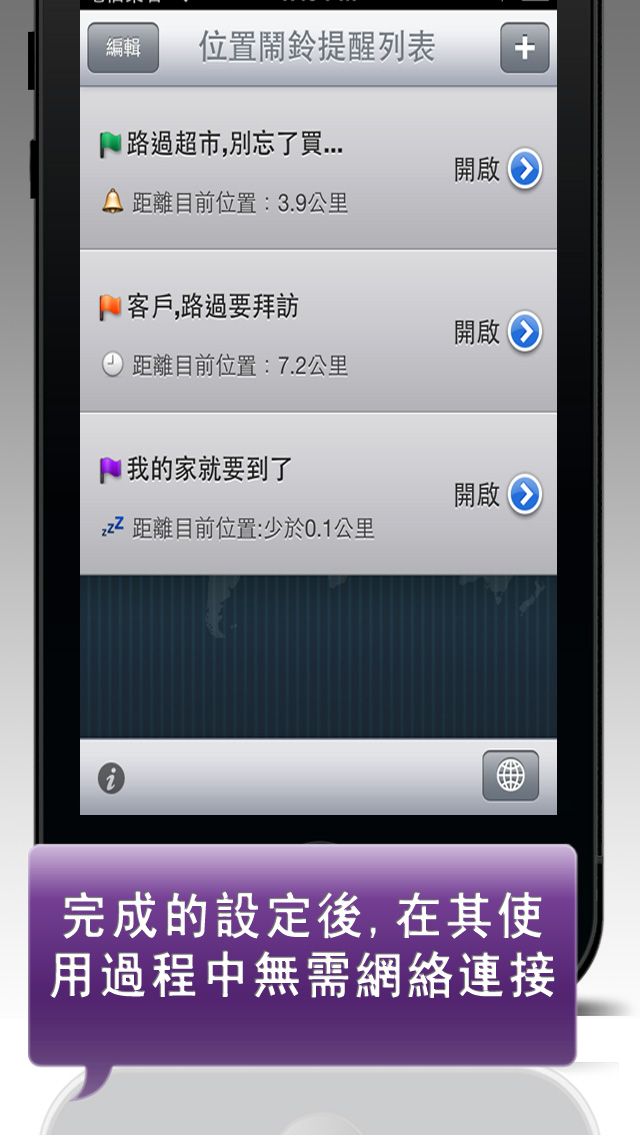 編輯
位置鬧鈴提醒列表
+
路過超市,別忘了買...
開啟
距離目前位置：3.9公里
客戶,路過要拜訪
開啟
距離目前位置：7.2公里
我的家就要到了
開啟
zzZ 距離目前位置:少於0.1公里
i
完成的設定後,在其使
用過程中無需網絡連接